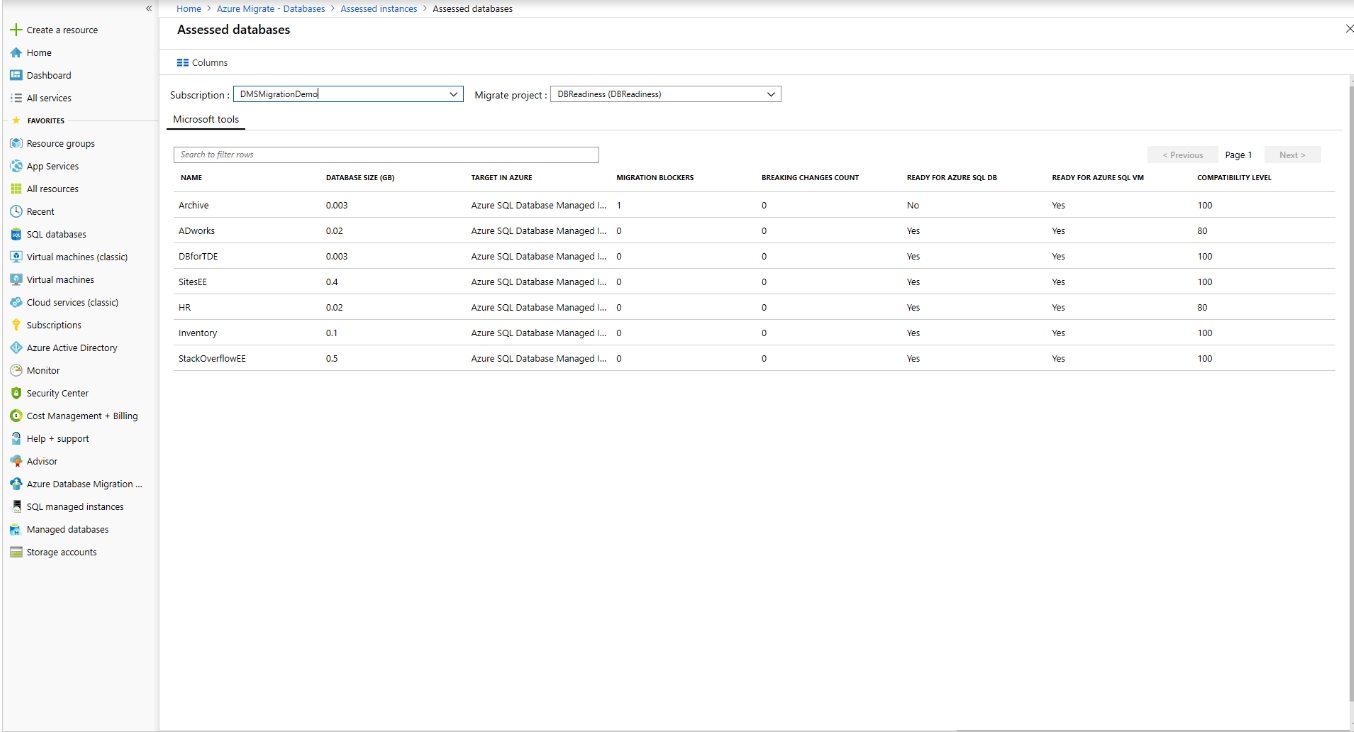 «
Home > Azure Migrate - Databases > Assessed instances > Assessed databases
Create a resource
Home
Dashboard
All services
FAVORITES
Resource groups
App Services
All resources
Recent
SQL databases
Virtual machines (classic)
Virtual machines
Cloud services (classic)
Subscriptions
Azure Active Directory
Monitor
Security Center
Cost Management + Billing
Help + support
Advisor
Azure Database Migration ...
SQL managed instances
Managed databases
Storage accounts
Assessed databases
Columns
Subscription : DMSMigrationDemo Migrate project : DBReadiness (DBReadiness)
Microsoft tools
Search to filter rows < Previous Page 1 Next >
NAME DATABASE SIZE (GB) TARGET IN AZURE MIGRATION BLOCKERS BREAKING CHANGES COUNT READY FOR AZURE SQL DB READY FOR AZURE SQL VM COMPATIBILITY LEVEL
Archive 0.003 Azure SQL Database Managed I... 1 0 No Yes 100
ADworks 0.02 Azure SQL Database Managed I... 0 0 Yes Yes 80
DBforTDE 0.003 Azure SQL Database Managed I... 0 0 Yes Yes 100
SitesEE 0.4 Azure SQL Database Managed I... 0 0 Yes Yes 100
HR 0.02 Azure SQL Database Managed I... 0 0 Yes Yes 80
Inventory 0.1 Azure SQL Database Managed I... 0 0 Yes Yes 100
StackOverflowEE 0.5 Azure SQL Database Managed I... 0 0 Yes Yes 100